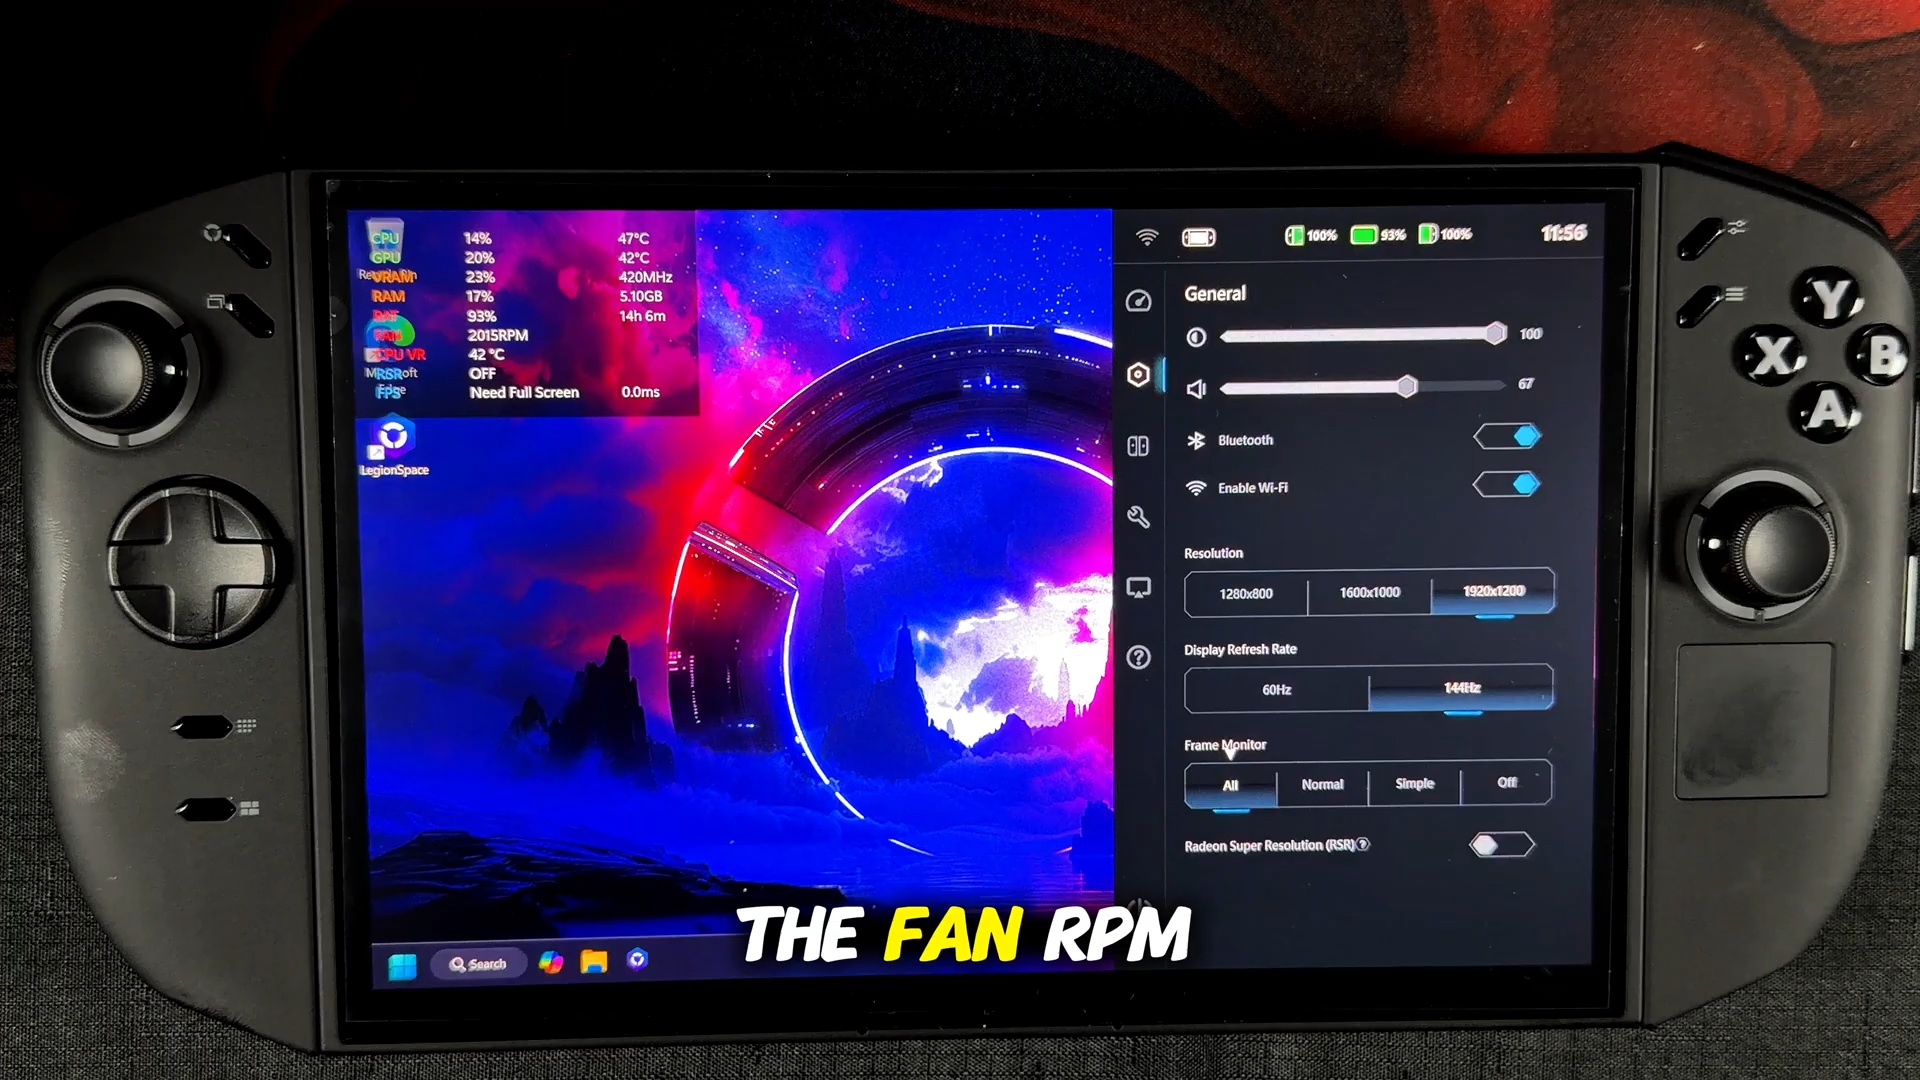 CPU 14% 47°C
GPU 20% 42°C
VRAM 23% 420MHz
RAM 17% 5.10GB
BAT 93% 14h 6m
FAN 2015RPM
CPU VR 42 °C
RSR OFF
FPS Need Full Screen 0.0ms
LegionSpace
Search
100% 93% 100% 11:56
General
100
67
Bluetooth
Enable Wi-Fi
Resolution
1280x800 1600x1000 1920x1200
Display Refresh Rate
60Hz 144Hz
Frame Monitor
All Normal Simple Off
Radeon Super Resolution (RSR)
Y
X
B
A
THE FAN RPM